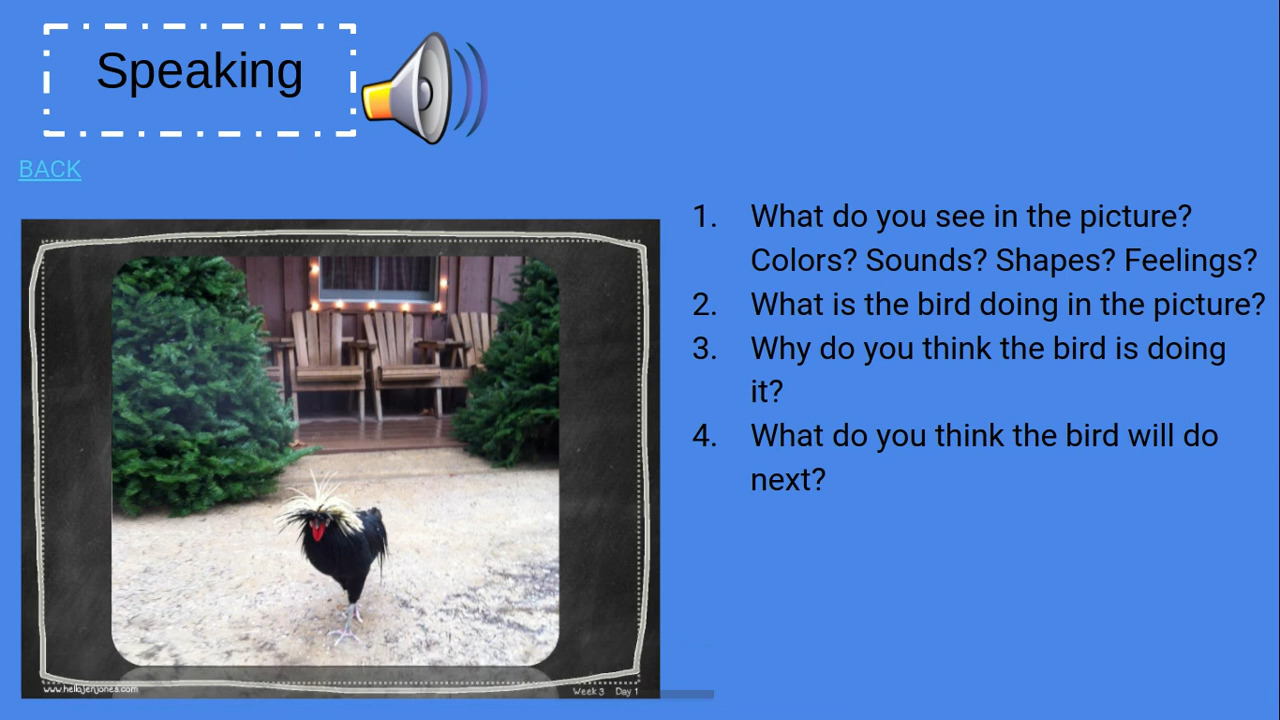 Speaking
BACK
1. What do you see in the picture?
Colors? Sounds? Shapes? Feelings?
2. What is the bird doing in the picture?
3. Why do you think the bird is doing
it?
4. What do you think the bird will do
next?
www.hellojenjones.com
Week 3 Day 1